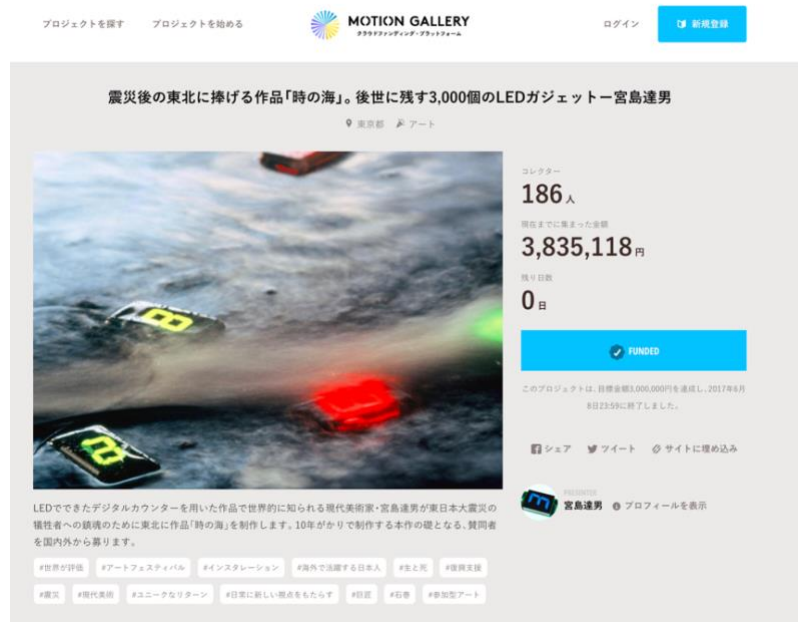 プロジェクトを探す
プロジェクトを始める
MOTION GALLERY
クラウドファンディング・プラットフォーム
ログイン
新規登録
震災後の東北に捧げる作品「時の海」。後世に残す3,000個のLEDガジェットー宮島達男
東京都
アート
コレクター
186人
現在までに集まった金額
3,835,118円
残り日数
0日
FUNDED
このプロジェクトは、目標金額3,000,000円を達成し、2017年6月
8日23:59に終了しました。
シェア
ツイート
サイトに埋め込み
PRESENTER
宮島達男
プロフィールを表示
8
2
3
LEDでできたデジタルカウンターを用いた作品で世界的に知られる現代美術家・宮島達男が東日本大震災の
犠牲者への鎮魂のために東北に作品「時の海」を制作します。10年がかりで制作する本作の礎となる、賛同者
を国内外から募ります。
#世界が評価 #アートフェスティバル #インスタレーション #海外で活躍する日本人 #生と死 #復興支援
#震災 #現代美術 #ユニークなリターン #日常に新しい視点をもたらす #巨匠 #石巻 #参加型アート